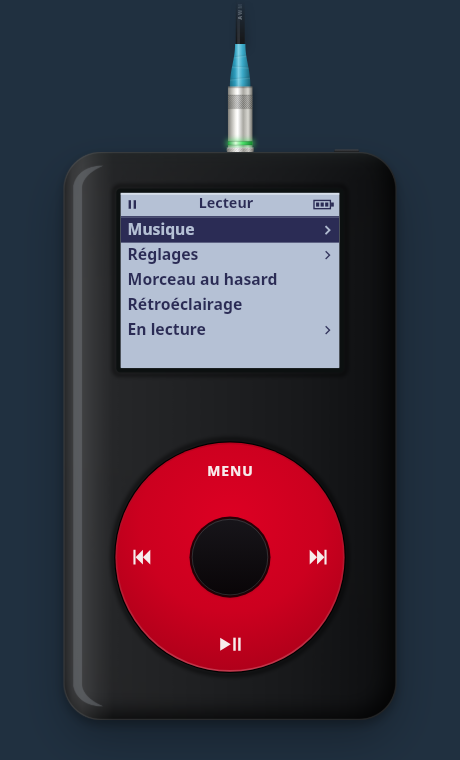 Lecteur
Musique
Réglages
Morceau au hasard
Rétroéclairage
En lecture
MENU